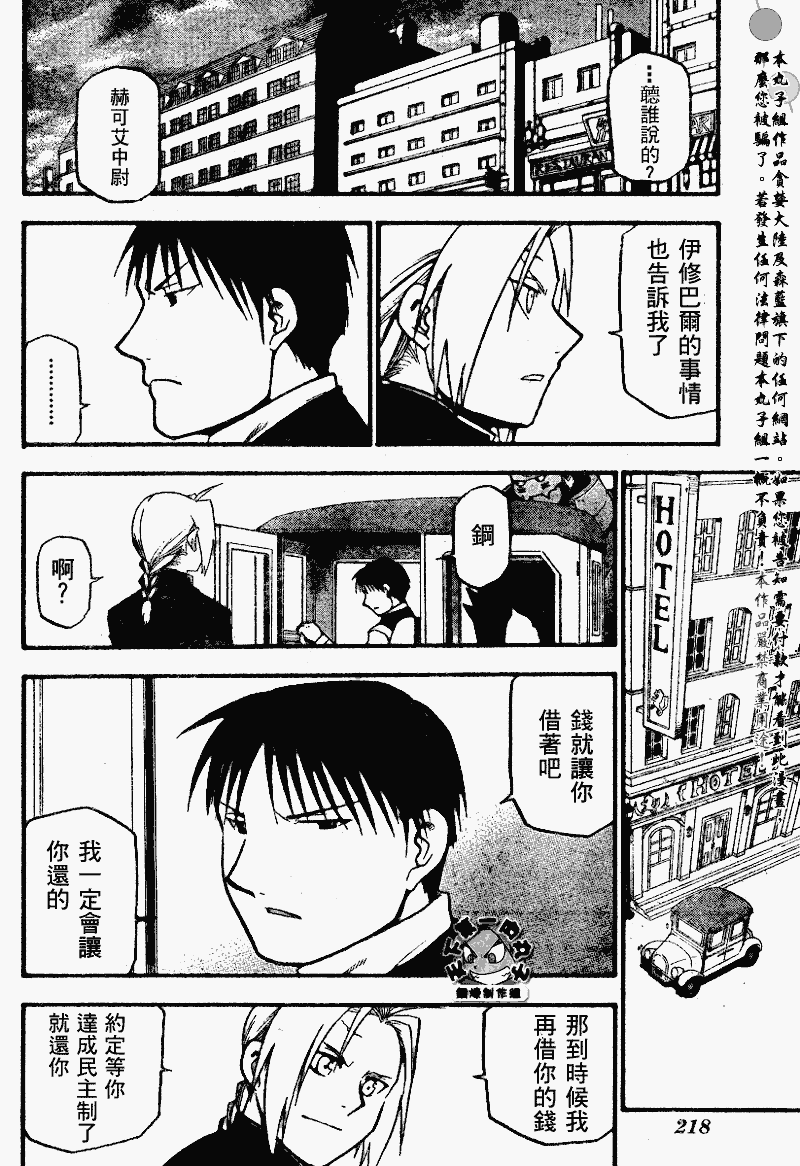 …聽誰說的?
赫可艾中尉
RESTAURANT
伊修巴爾的事情
也告訴我了
…………
HOTEL
HOTEL
鋼
啊?
錢就讓你
借著吧
我一定會讓
你還的
那到時候我
再借你的錢
約定等你
達成民主制了
就還你
218
本丸子組作品貪婪大陸及森藍旗下的任何網站。如果您被告知需要付款才能看到此漫畫!
那麼您被騙了。若發生任何法律問題本丸子組一概不負責!本作品嚴禁商業用途!
鋼煉制作組